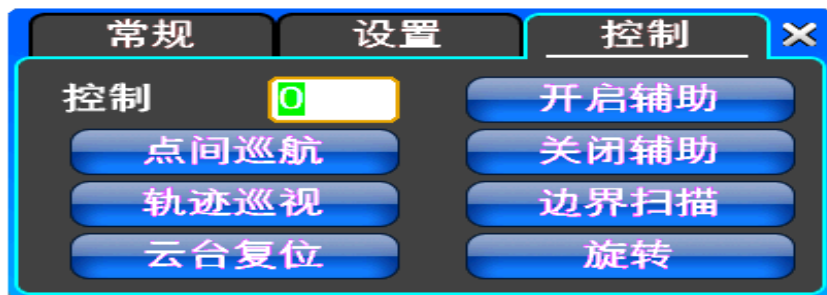 常规 设置 控制
控制 0 开启辅助
点间巡航 关闭辅助
轨迹巡视 边界扫描
云台复位 旋转